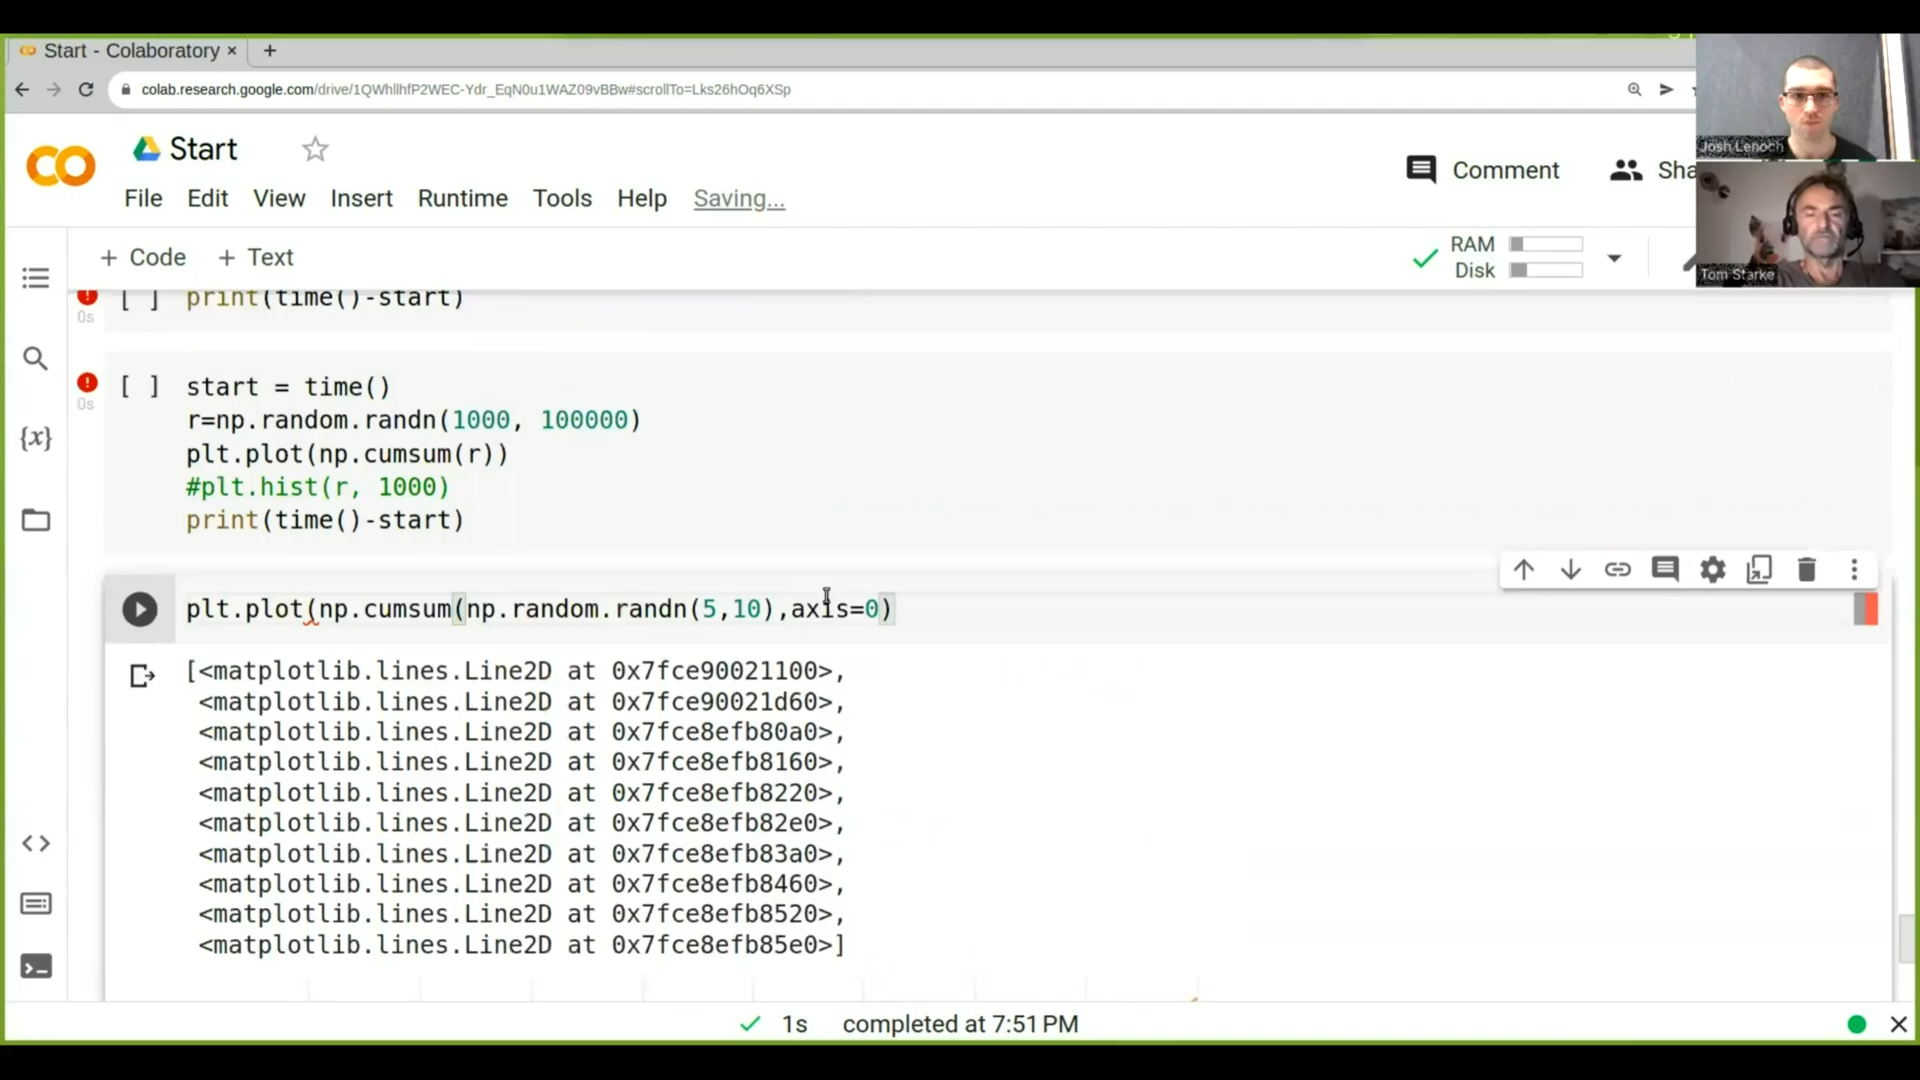 Start - Colaboratory × +
colab.research.google.com/drive/1QWhllhfP2WEC-Ydr_EqN0u1WAZ09vBBw#scrollTo=Lks26hOq6XSp
Josh Lenoch
Tom Starke
CO Start
Comment Sha
File Edit View Insert Runtime Tools Help Saving...
+ Code + Text
RAM
Disk
[ ] print(time()-start)
0s
[ ] start = time()
0s
r=np.random.randn(1000, 100000)
plt.plot(np.cumsum(r))
#plt.hist(r, 1000)
print(time()-start)
{x}
plt.plot(np.cumsum(np.random.randn(5,10),axis=0)
[<matplotlib.lines.Line2D at 0x7fce90021100>,
<matplotlib.lines.Line2D at 0x7fce90021d60>,
<matplotlib.lines.Line2D at 0x7fce8efb80a0>,
<matplotlib.lines.Line2D at 0x7fce8efb8160>,
<matplotlib.lines.Line2D at 0x7fce8efb8220>,
<matplotlib.lines.Line2D at 0x7fce8efb82e0>,
<matplotlib.lines.Line2D at 0x7fce8efb83a0>,
<matplotlib.lines.Line2D at 0x7fce8efb8460>,
<matplotlib.lines.Line2D at 0x7fce8efb8520>,
<matplotlib.lines.Line2D at 0x7fce8efb85e0>]
1s completed at 7:51 PM